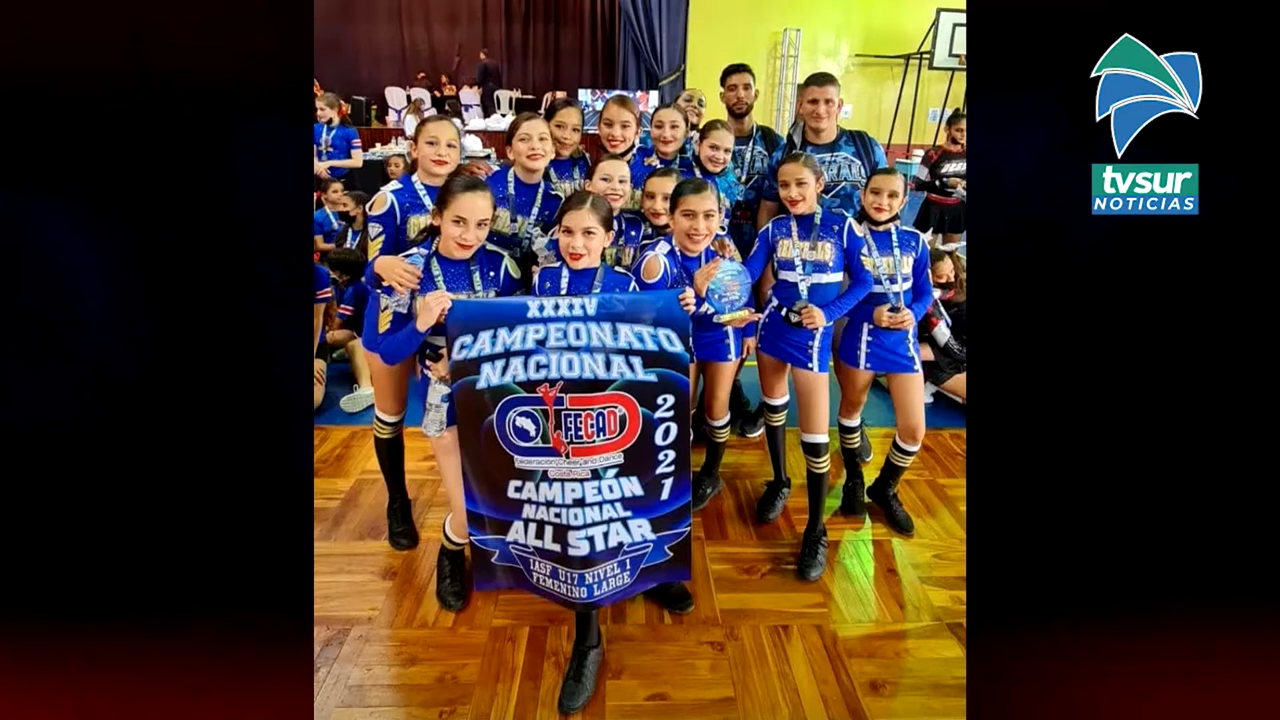 tvsur
NOTICIAS
XXXIV
CAMPEONATO
NACIONAL
FECAD
Federación Cheer and Dance
Costa Rica
2021
CAMPEÓN
NACIONAL
ALL STAR
IASF U17 NIVEL 1
FEMENINO LARGE